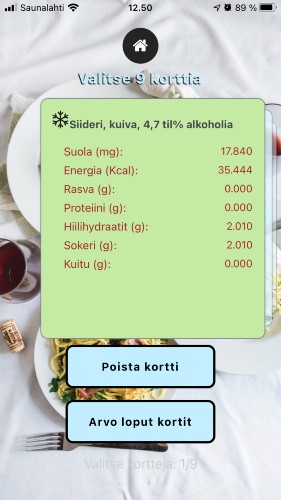 Saunalahti 12.50 89 %
Valitse 9 korttia
Siideri, kuiva, 4,7 til% alkoholia
Suola (mg): 17.840
Energia (Kcal): 35.444
Rasva (g): 0.000
Proteiini (g): 0.000
Hiilihydraatit (g): 2.010
Sokeri (g): 2.010
Kuitu (g): 0.000
Poista kortti
Arvo loput kortit
Valitse kortteja: 1/9